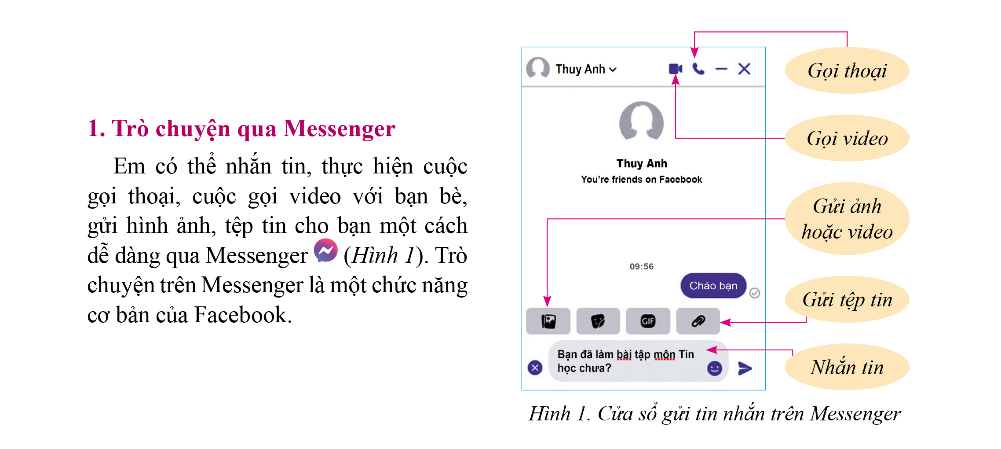 1. Trò chuyện qua Messenger
Em có thể nhắn tin, thực hiện cuộc
gọi thoại, cuộc gọi video với bạn bè,
gửi hình ảnh, tệp tin cho bạn một cách
dễ dàng qua Messenger (Hình 1). Trò
chuyện trên Messenger là một chức năng
cơ bản của Facebook.
Thuy Anh
Thuy Anh
You're friends on Facebook
09:56
Chào bạn
GIF
Bạn đã làm bài tập môn Tin
học chưa?
Gọi thoại
Gọi video
Gửi ảnh
hoặc video
Gửi tệp tin
Nhắn tin
Hình 1. Cửa sổ gửi tin nhắn trên Messenger